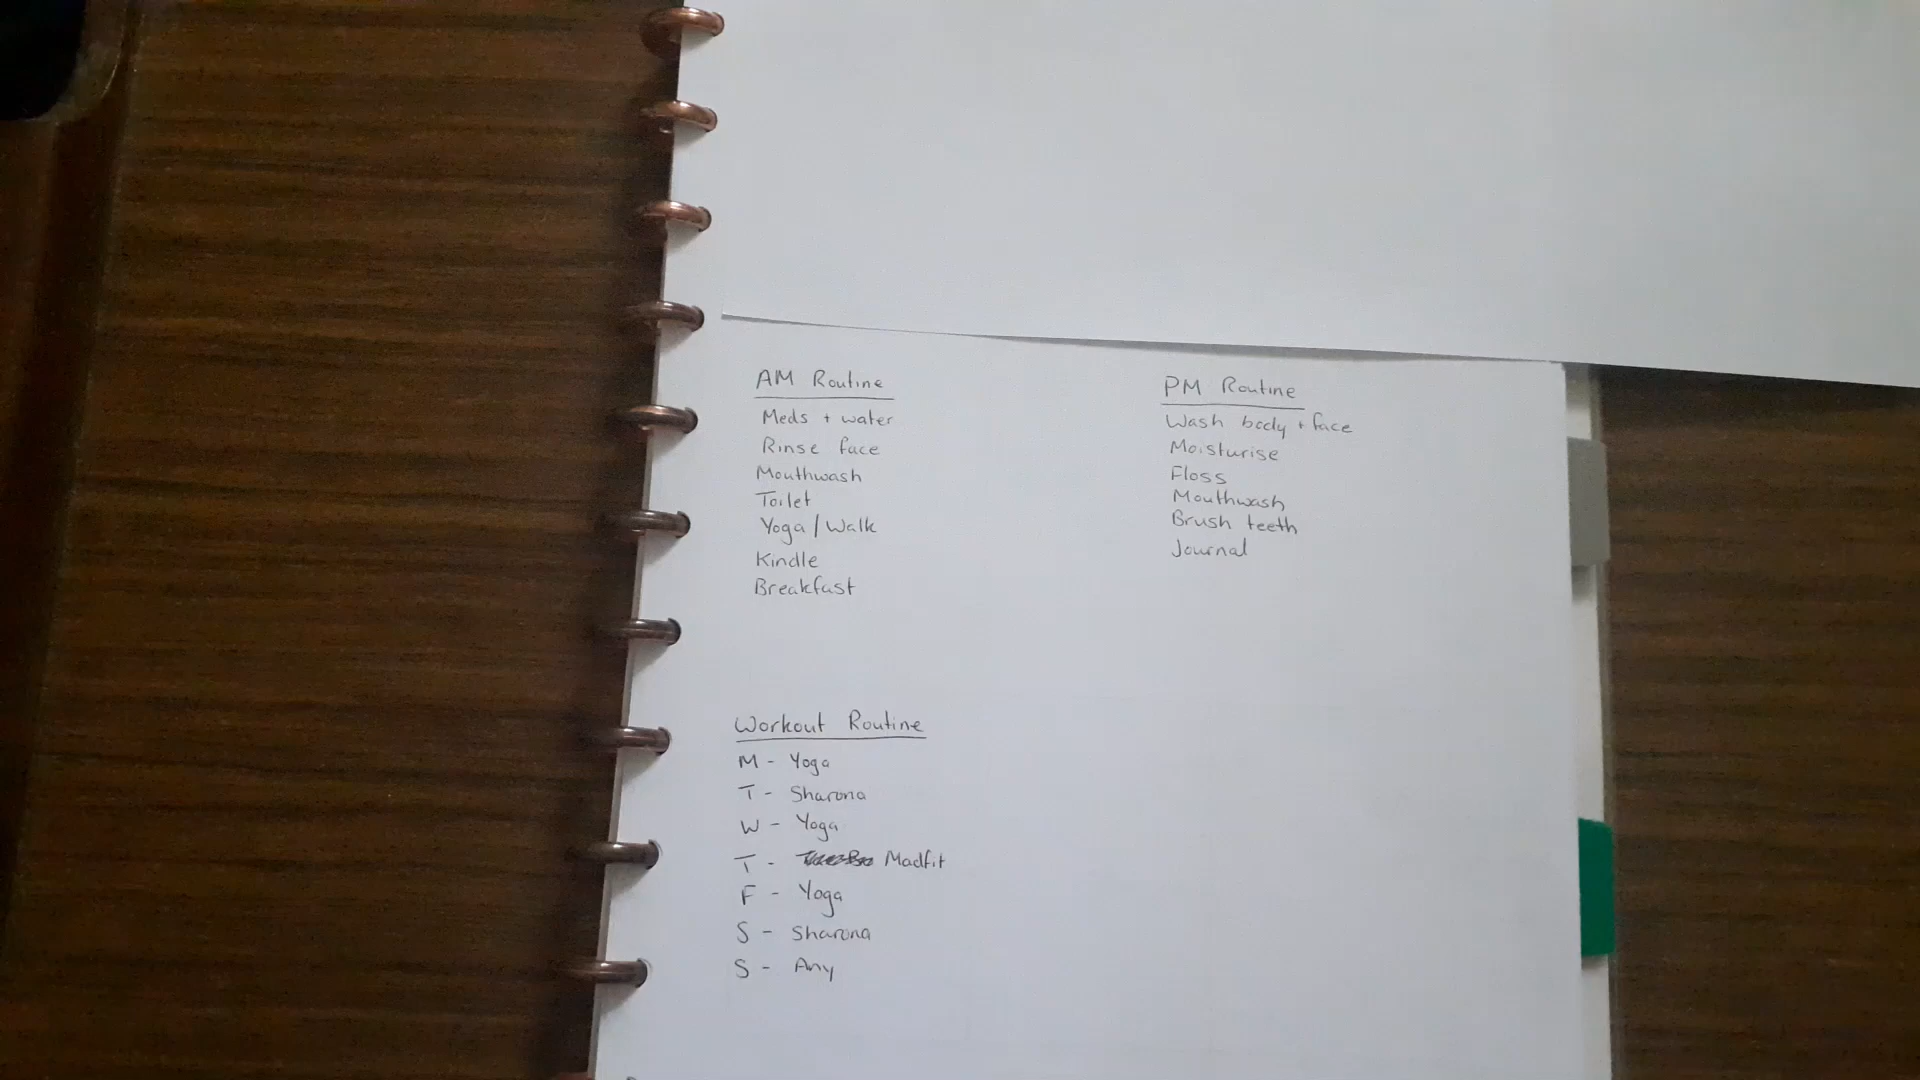 AM Routine
Meds + water
Rinse face
Mouthwash
Toilet
Yoga / Walk
Kindle
Breakfast
PM Routine
Wash body + face
Moisturise
Floss
Mouthwash
Brush teeth
Journal
Workout Routine
M - Yoga
T - Sharona
W - Yoga
T - Madfit
F - Yoga
S - Sharona
S - Any